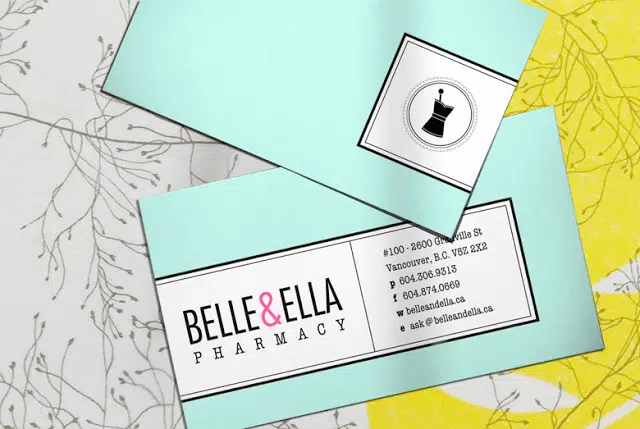 #100 - 2600 Granville St
Vancouver, B.C. V5Z 2X2
p 604.306.9313
f 604.874.0669
w belleandella.ca
e ask@belleandella.ca
BELLE&ELLA
PHARMACY